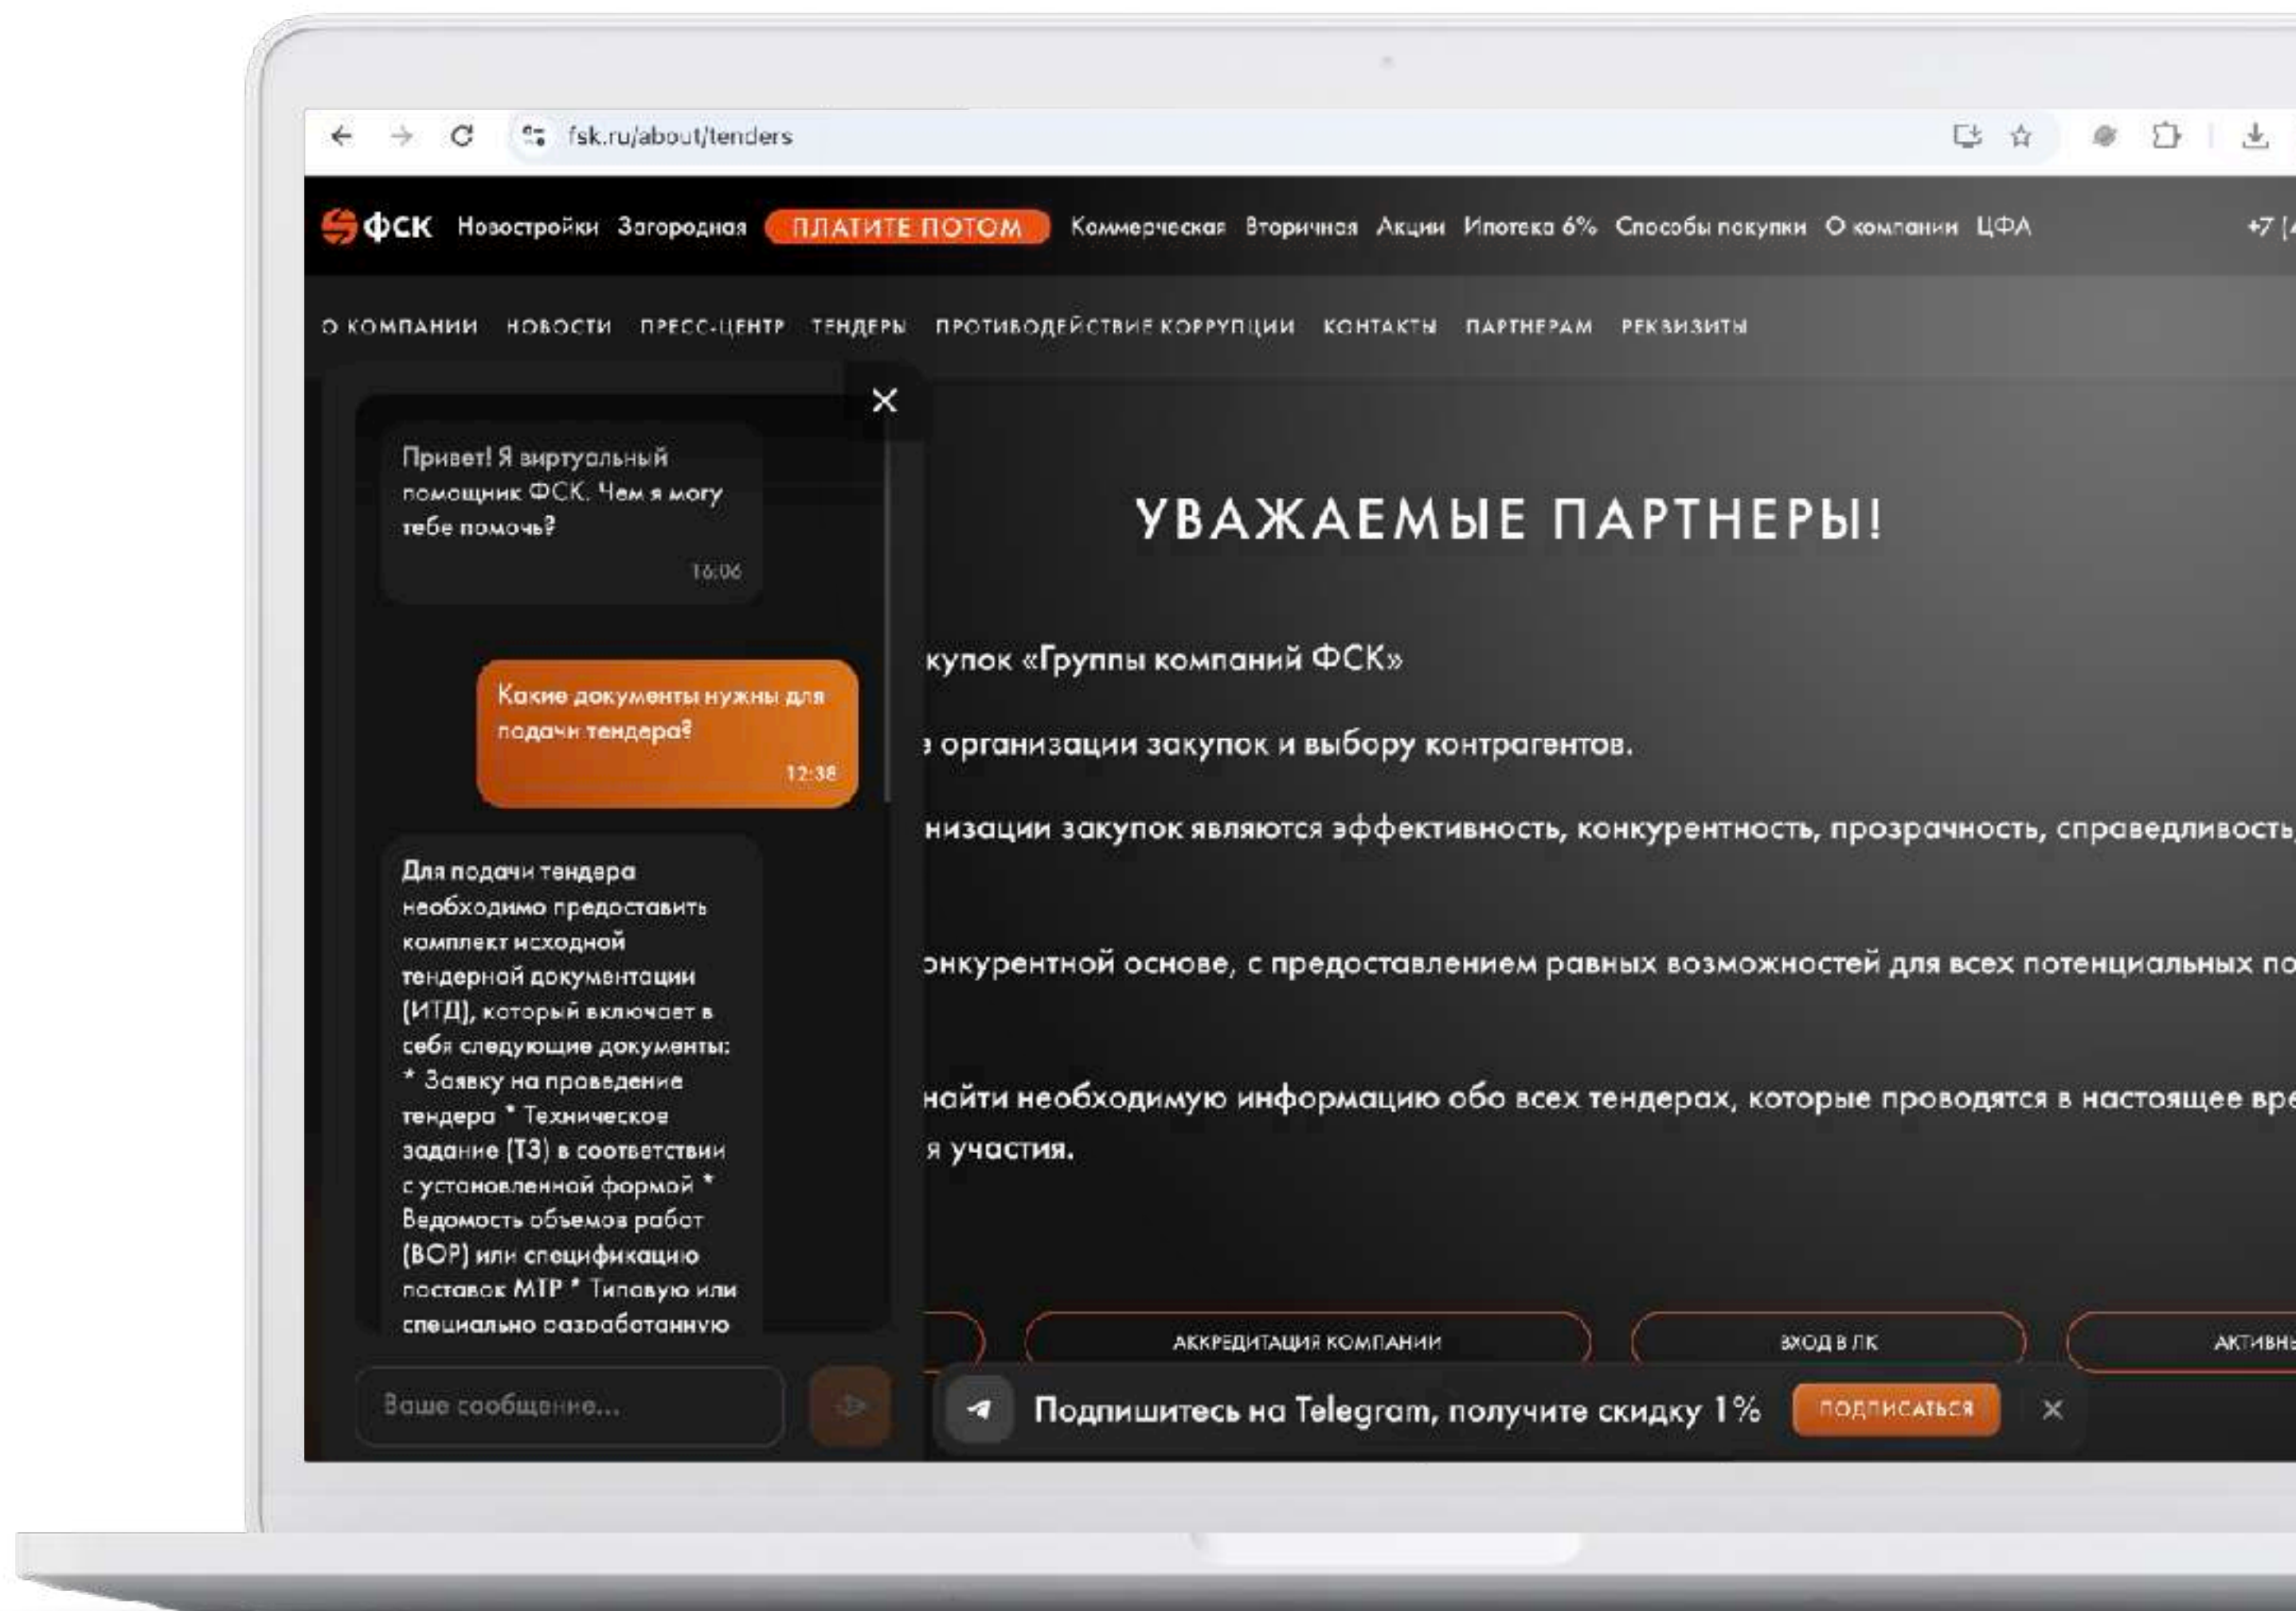 fsk.ru/about/tenders
ФСК Новостройки Загородная ПЛАТИТЕ ПОТОМ Коммерческая Вторичная Акции Ипотека 6% Способы покупки О компании ЦФА +7 (4
О КОМПАНИИ НОВОСТИ ПРЕСС-ЦЕНТР ТЕНДЕРЫ ПРОТИВОДЕЙСТВИЕ КОРРУПЦИИ КОНТАКТЫ ПАРТНЕРАМ РЕКВИЗИТЫ
Привет! Я виртуальный
помощник ФСК. Чем я могу
тебе помочь?
16:06
Какие документы нужны для
подачи тендера?
12:38
Для подачи тендера
необходимо предоставить
комплект исходной
тендерной документации
(ИТД), который включает в
себя следующие документы:
* Заявку на проведение
тендера * Техническое
задание (ТЗ) в соответствии
с установленной формой *
Ведомость объемов работ
(ВОР) или спецификацию
поставок МТР * Типовую или
специально разработанную
Ваше сообщение...
УВАЖАЕМЫЕ ПАРТНЕРЫ!
купок «Группы компаний ФСК»
организации закупок и выбору контрагентов.
низации закупок являются эффективность, конкурентность, прозрачность, справедливость,
онкурентной основе, с предоставлением равных возможностей для всех потенциальных по
найти необходимую информацию обо всех тендерах, которые проводятся в настоящее вре
я участия.
АККРЕДИТАЦИЯ КОМПАНИИ
ВХОД В ЛК
АКТИВНЫ
Подпишитесь на Telegram, получите скидку 1% ПОДПИСАТЬСЯ